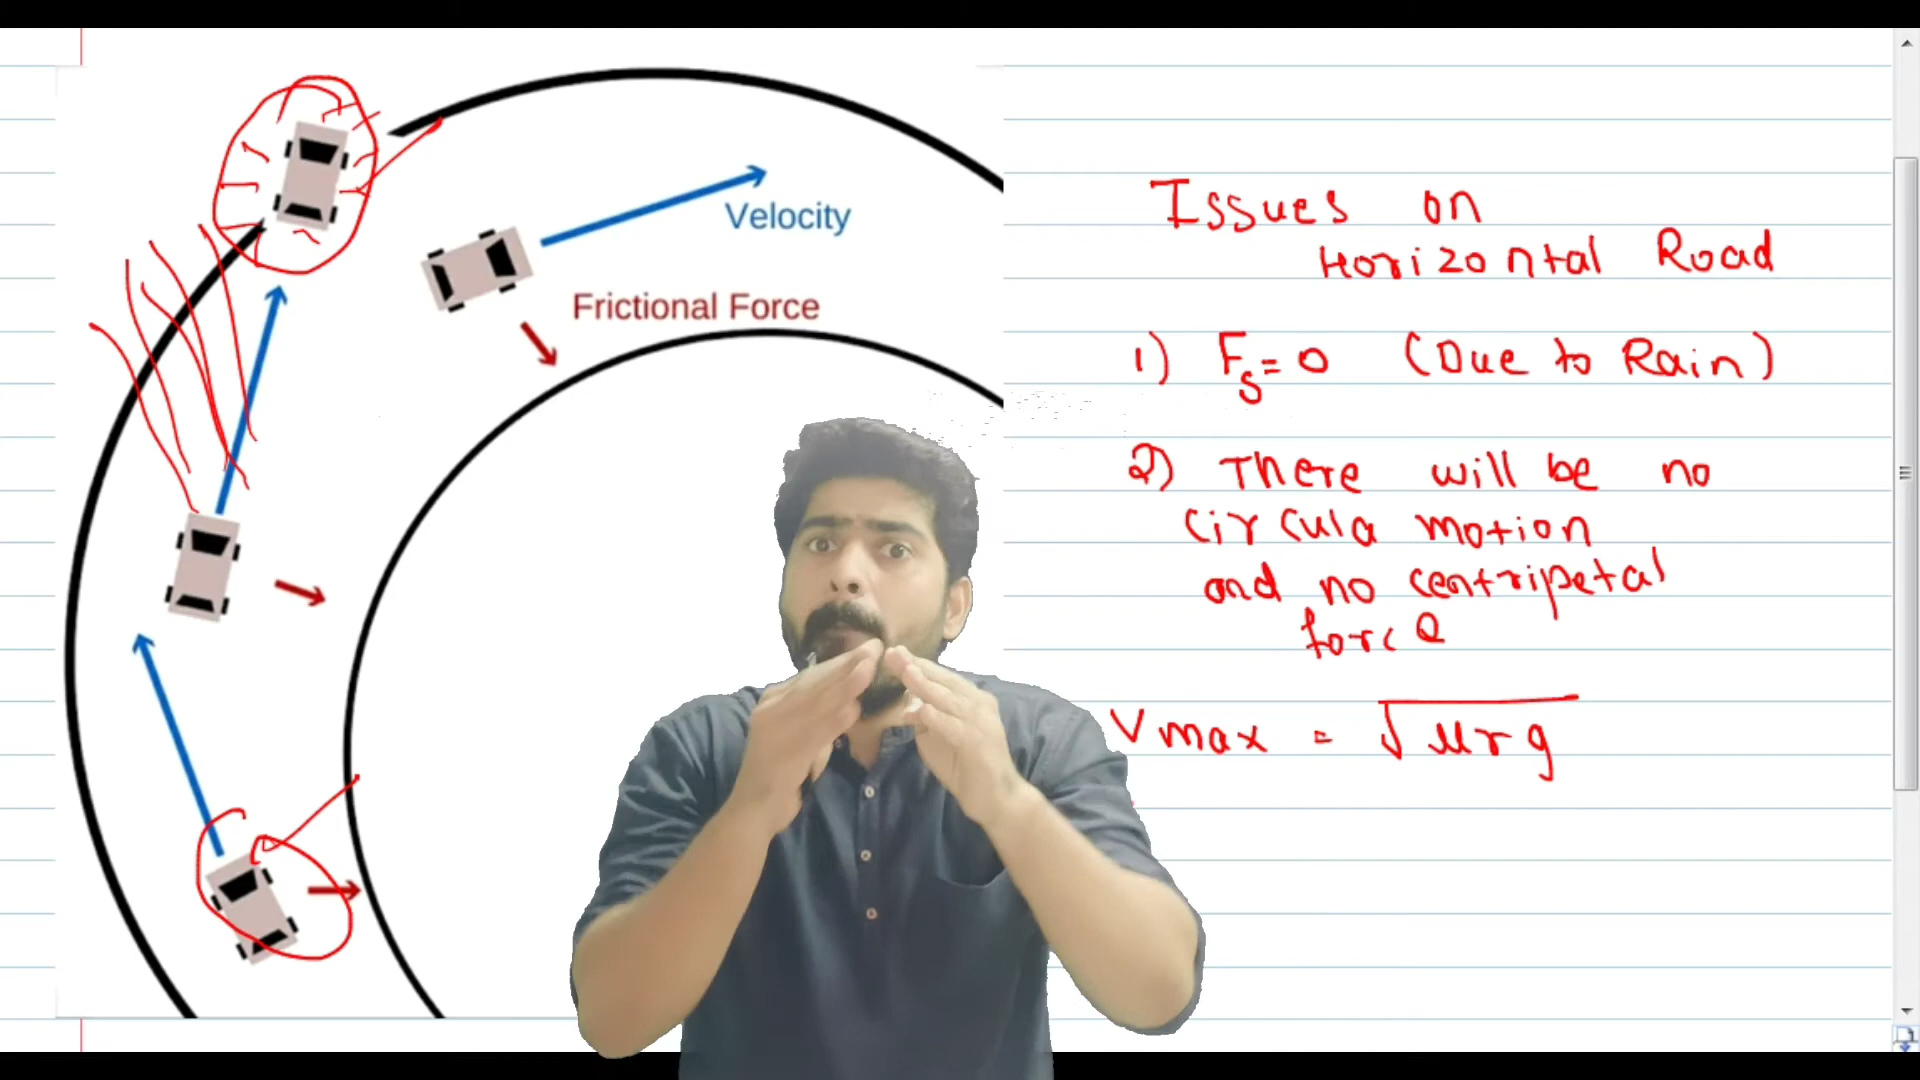 Velocity
Frictional Force
Issues on
Horizontal Road
1) Fs = 0 (Due to Rain)
2) There will be no
circula motion
and no centripetal
force
Vmax = √μrg